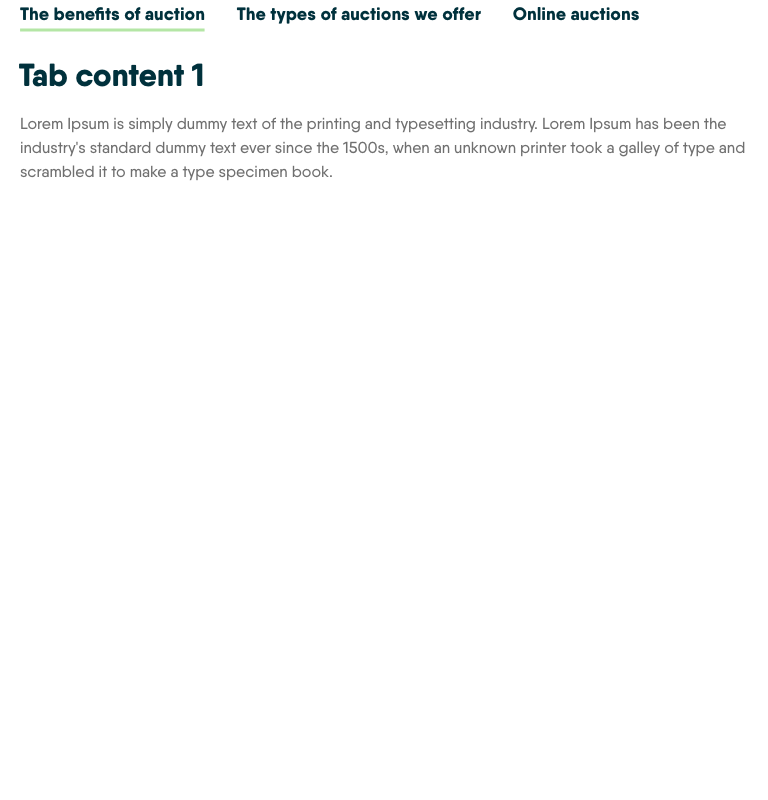 The benefits of auction The types of auctions we offer Online auctions
Tab content 1
Lorem Ipsum is simply dummy text of the printing and typesetting industry. Lorem Ipsum has been the
industry's standard dummy text ever since the 1500s, when an unknown printer took a galley of type and
scrambled it to make a type specimen book.